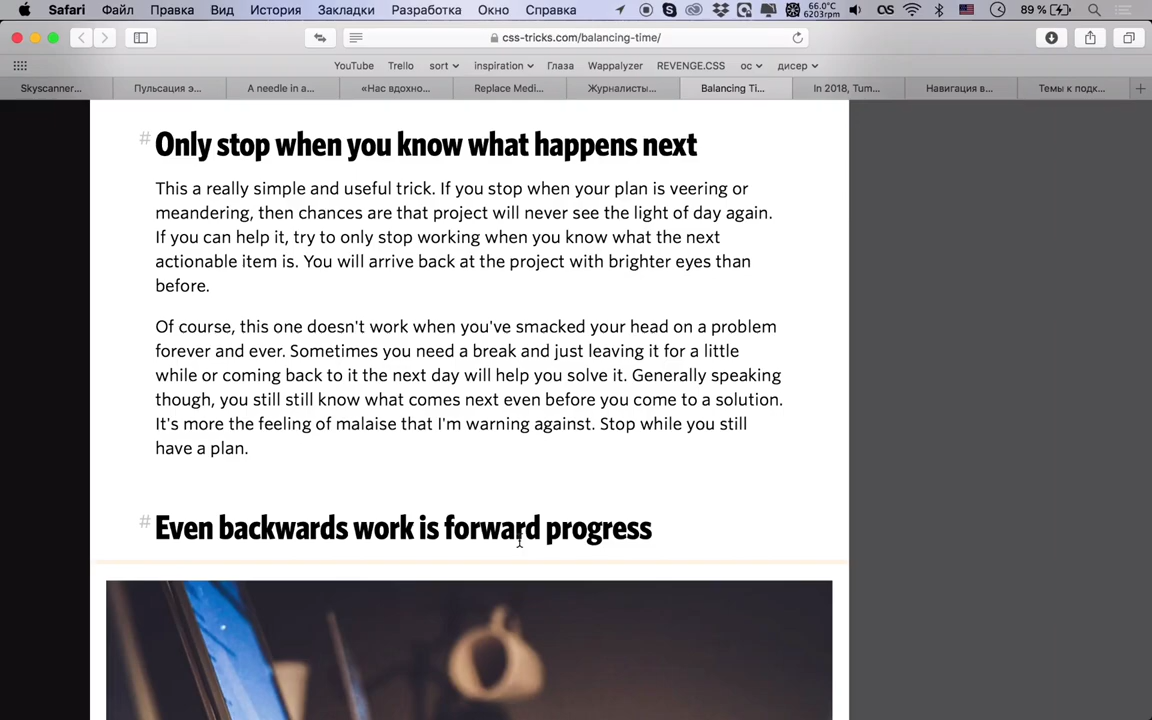 Safari Файл Правка Вид История Закладки Разработка Окно Справка 66.0°C 6203rpm 89 %
css-tricks.com/balancing-time/
YouTube Trello sort inspiration Глаза Wappalyzer REVENGE.CSS ос дисер
Skyscanner... Пульсация э... A needle in a... «Нас вдохно... Replace Medi... Журналисты... Balancing Ti... In 2018, Tum... Навигация в... Темы к подк...
# Only stop when you know what happens next
This a really simple and useful trick. If you stop when your plan is veering or
meandering, then chances are that project will never see the light of day again.
If you can help it, try to only stop working when you know what the next
actionable item is. You will arrive back at the project with brighter eyes than
before.
Of course, this one doesn't work when you've smacked your head on a problem
forever and ever. Sometimes you need a break and just leaving it for a little
while or coming back to it the next day will help you solve it. Generally speaking
though, you still still know what comes next even before you come to a solution.
It's more the feeling of malaise that I'm warning against. Stop while you still
have a plan.
# Even backwards work is forward progress